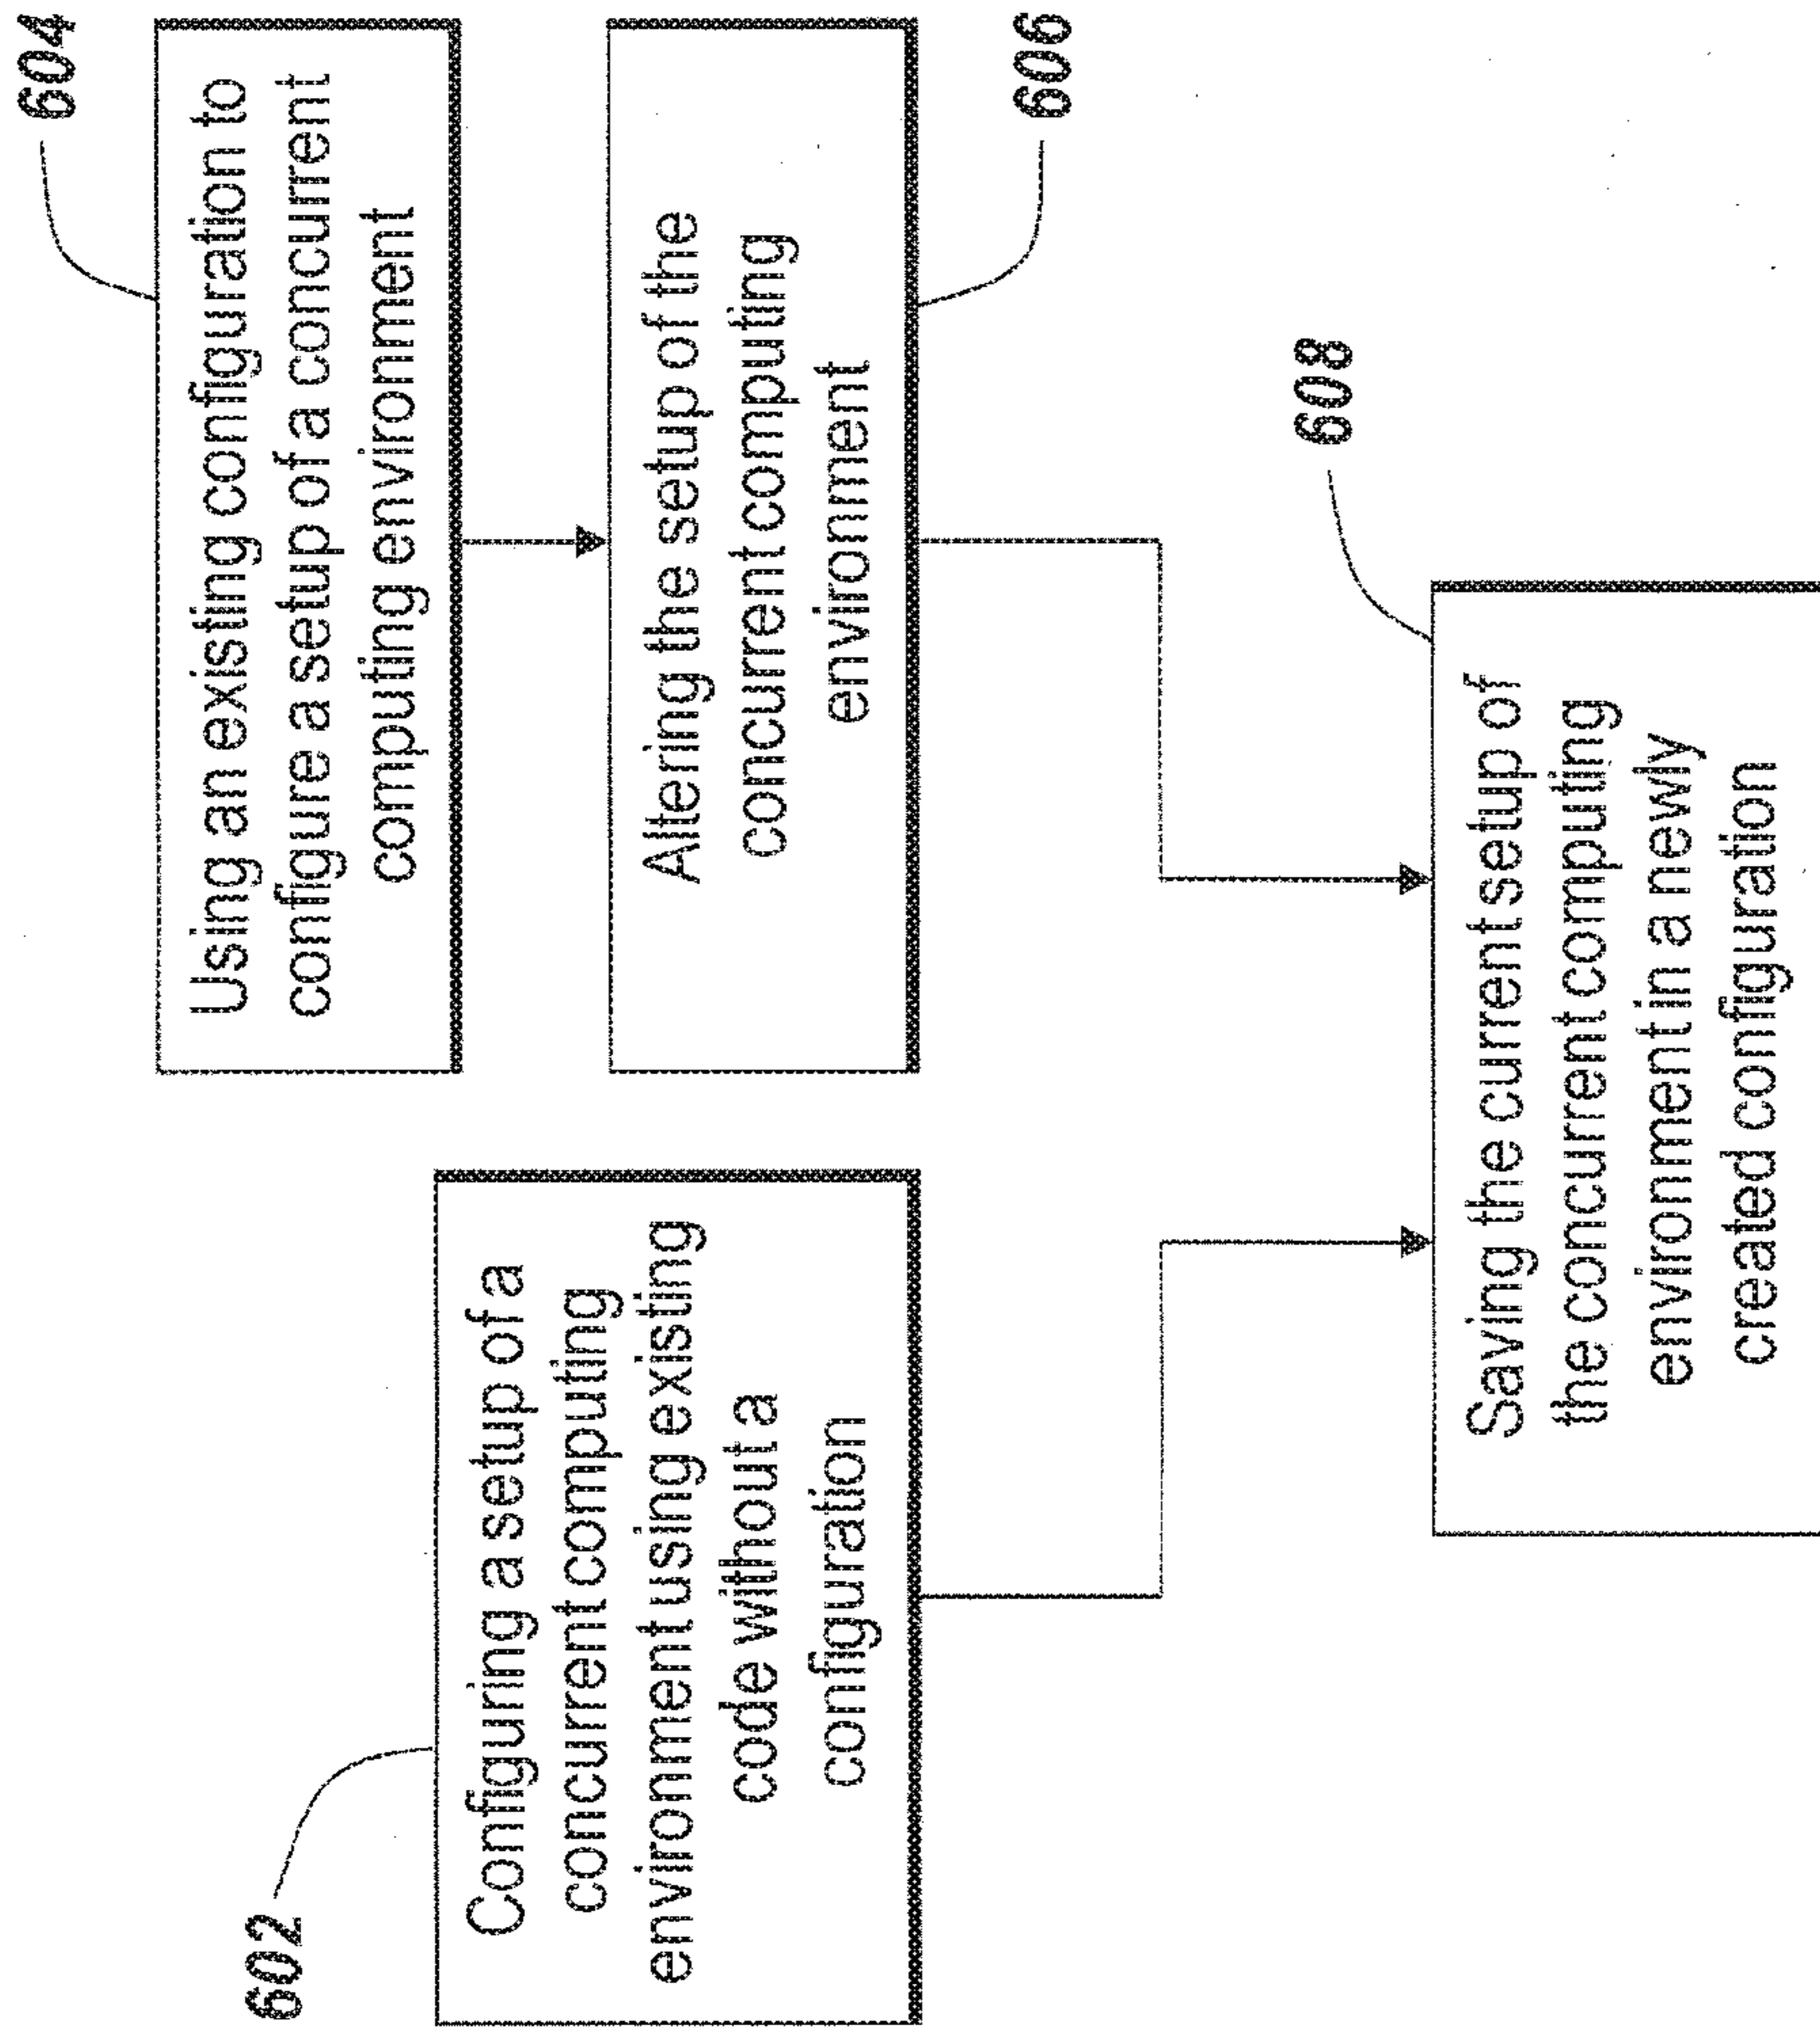 602
Configuring a setup of a
concurrent computing
environment using existing
code without a
configuration
604
Using an existing configuration to
configure a setup of a concurrent
computing environment
Altering the setup of the
concurrent computing
environment
606
608
Saving the current setup of
the concurrent computing
environment in a newly
created configuration